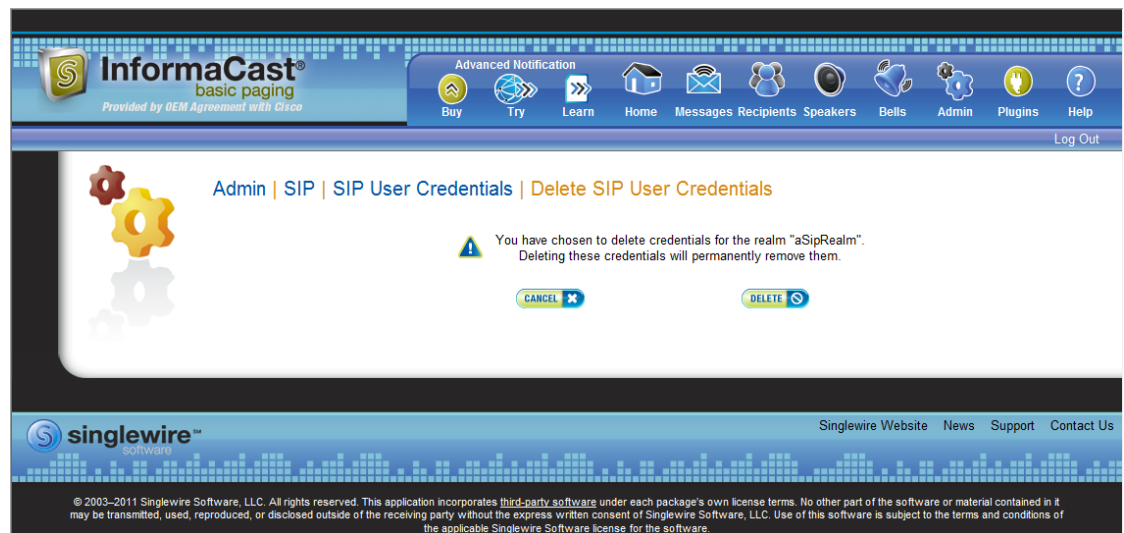 InformaCast®
basic paging
Provided by OEM Agreement with Cisco
Advanced Notification
Buy Try Learn Home Messages Recipients Speakers Bells Admin Plugins Help
Log Out
Admin | SIP | SIP User Credentials | Delete SIP User Credentials
You have chosen to delete credentials for the realm "aSipRealm".
Deleting these credentials will permanently remove them.
CANCEL DELETE
singlewire℠
software
Singlewire Website News Support Contact Us
© 2003–2011 Singlewire Software, LLC. All rights reserved. This application incorporates third-party software under each package's own license terms. No other part of the software or material contained in it
may be transmitted, used, reproduced, or disclosed outside of the receiving party without the express written consent of Singlewire Software, LLC. Use of this software is subject to the terms and conditions of
the applicable Singlewire Software license for the software.